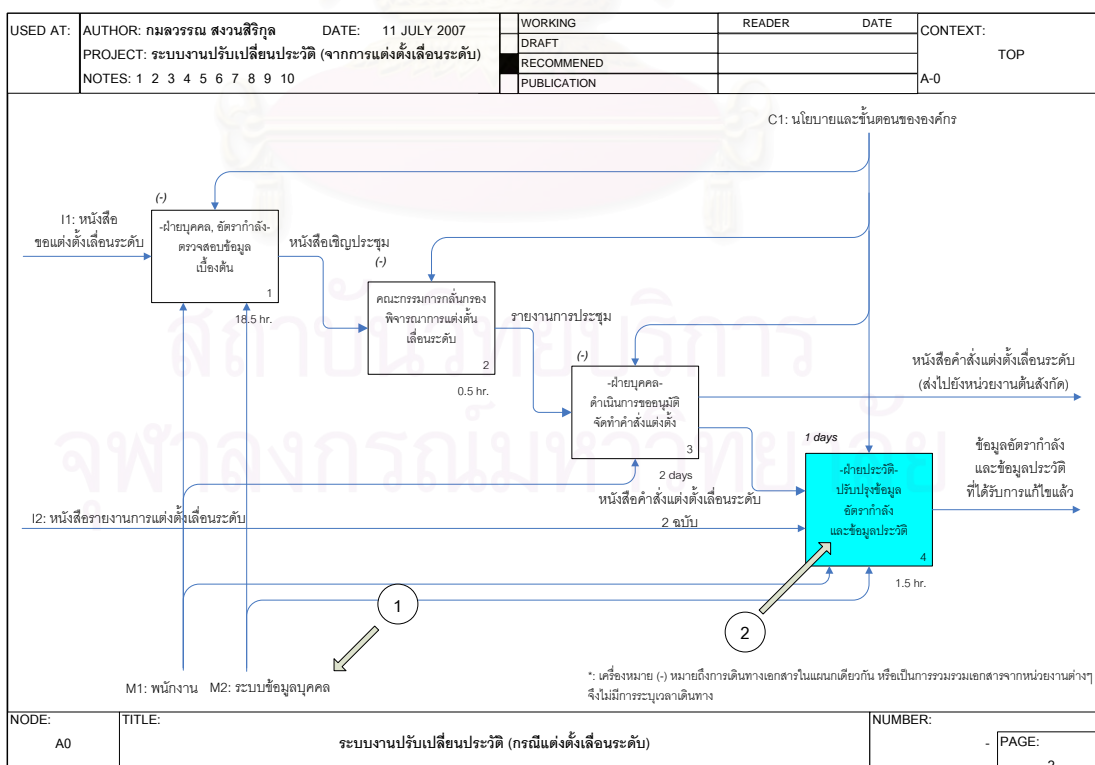 USED AT:
AUTHOR: กมลวรรณ สงวนสิริกุล DATE: 11 JULY 2007
PROJECT: ระบบงานปรับเปลี่ยนประวัติ (จากการแต่งตั้งเลื่อนระดับ)
NOTES: 1 2 3 4 5 6 7 8 9 10
WORKING
DRAFT
RECOMMENED
PUBLICATION
READER DATE
CONTEXT:
TOP
A-0
C1: นโยบายและขั้นตอนขององค์กร
I1: หนังสือ
ขอแต่งตั้งเลื่อนระดับ
(-)
-ฝ่ายบุคคล, อัตรากำลัง-
ตรวจสอบข้อมูล
เบื้องต้น
1
18.5 hr.
หนังสือเชิญประชุม
(-)
คณะกรรมการกลั่นกรอง
พิจารณาการแต่งตั้น
เลื่อนระดับ
2
0.5 hr.
รายงานการประชุม
(-)
-ฝ่ายบุคคล-
ดำเนินการขออนุมัติ
จัดทำคำสั่งแต่งตั้ง
3
2 days
หนังสือคำสั่งแต่งตั้งเลื่อนระดับ
(ส่งไปยังหน่วยงานต้นสังกัด)
หนังสือคำสั่งแต่งตั้งเลื่อนระดับ
2 ฉบับ
1 days
-ฝ่ายประวัติ-
ปรับปรุงข้อมูล
อัตรากำลัง
และข้อมูลประวัติ
4
1.5 hr.
ข้อมูลอัตรากำลัง
และข้อมูลประวัติ
ที่ได้รับการแก้ไขแล้ว
I2: หนังสือรายงานการแต่งตั้งเลื่อนระดับ
1
2
M1: พนักงาน M2: ระบบข้อมูลบุคคล
*: เครื่องหมาย (-) หมายถึงการเดินทางเอกสารในแผนกเดียวกัน หรือเป็นการรวมรวมเอกสารจากหน่วยงานต่างๆ
จึงไม่มีการระบุเวลาเดินทาง
สถาบันวิทยบริการ
จุฬาลงกรณ์มหาวิทยาลัย
NODE:
A0
TITLE:
ระบบงานปรับเปลี่ยนประวัติ (กรณีแต่งตั้งเลื่อนระดับ)
NUMBER:
-
PAGE: